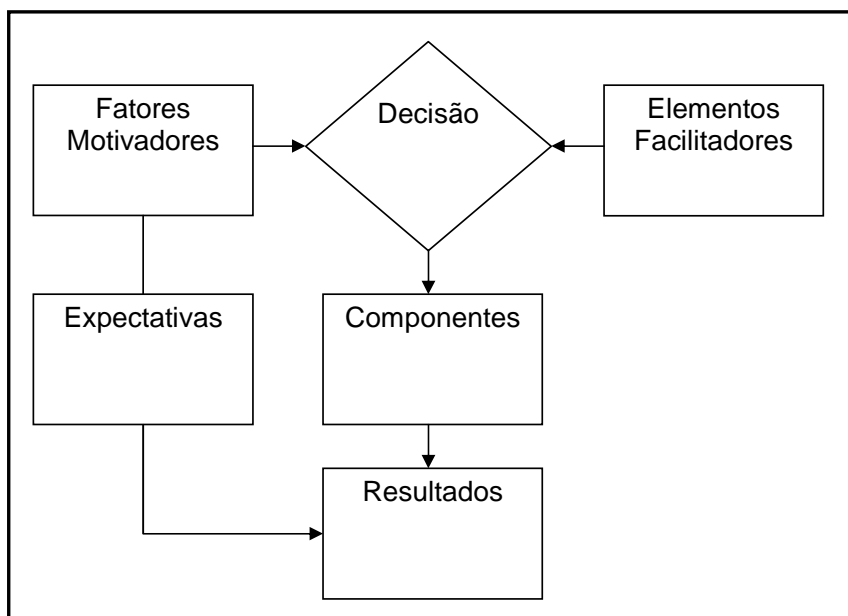 Fatores
Motivadores
Decisão
Elementos
Facilitadores
Expectativas
Componentes
Resultados